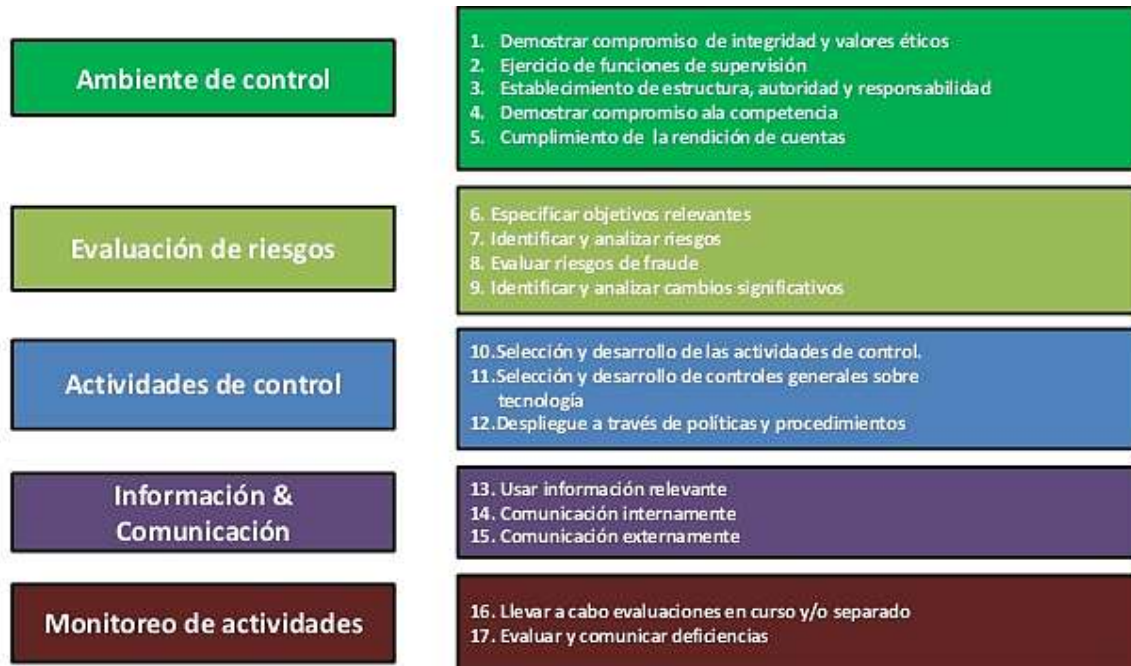 Ambiente de control
1. Demostrar compromiso de integridad y valores éticos
2. Ejercicio de funciones de supervisión
3. Establecimiento de estructura, autoridad y responsabilidad
4. Demostrar compromiso ala competencia
5. Cumplimiento de la rendición de cuentas
Evaluación de riesgos
6. Especificar objetivos relevantes
7. Identificar y analizar riesgos
8. Evaluar riesgos de fraude
9. Identificar y analizar cambios significativos
Actividades de control
10.Selección y desarrollo de las actividades de control.
11.Selección y desarrollo de controles generales sobre
tecnología
12.Despliegue a través de políticas y procedimientos
Información &
Comunicación
13. Usar información relevante
14. Comunicación internamente
15. Comunicación externamente
Monitoreo de actividades
16. Llevar a cabo evaluaciones en curso y/o separado
17. Evaluar y comunicar deficiencias